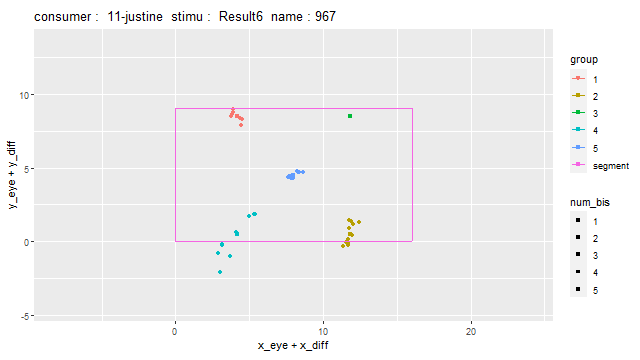 consumer : 11-justine stimu : Result6 name : 967
y_eye + y_diff
10
5
0
-5
0
10
20
x_eye + x_diff
group
1
2
3
4
5
segment
num_bis
1
2
3
4
5